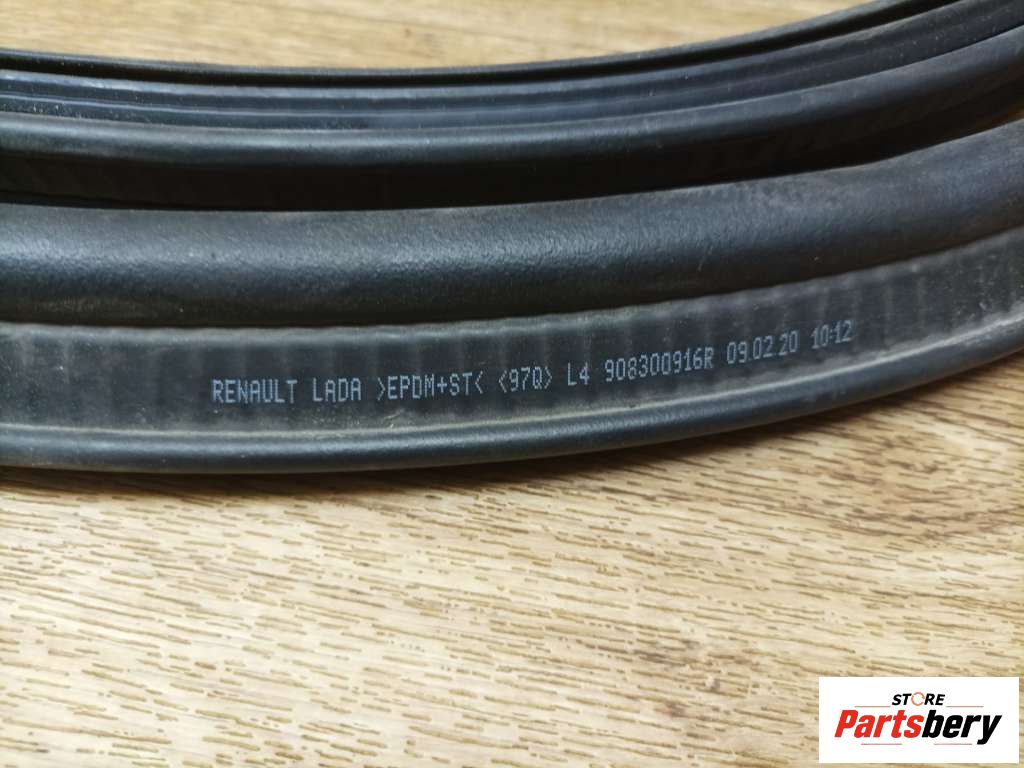 RENAULT LADA >EPDM+ST< <97Q> L4 908300916R 09.02.20 10:12
STORE
Partsbery